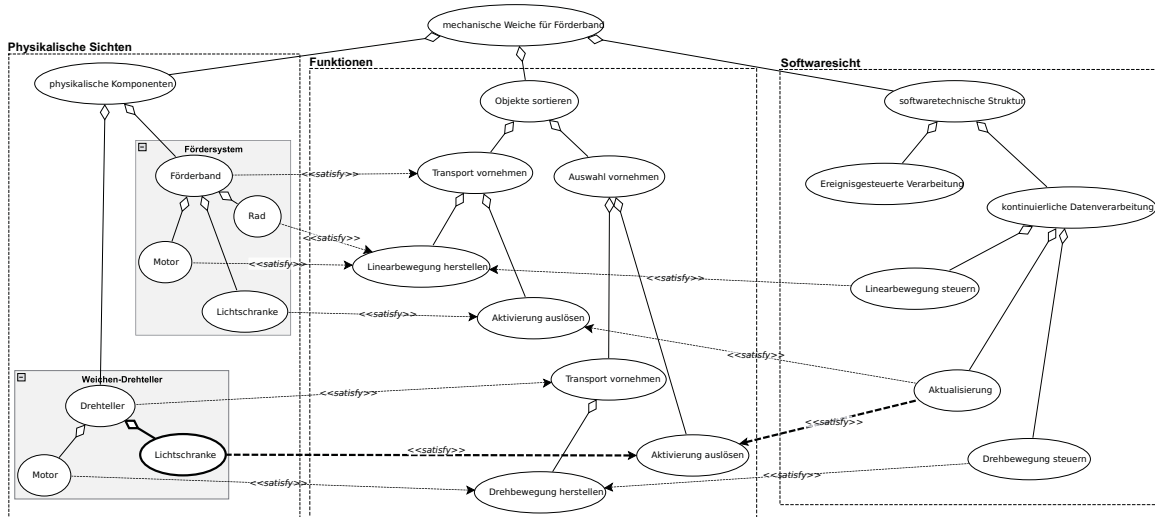 mechanische Weiche für Förderband
Physikalische Sichten
Funktionen
Softwaresicht
physikalische Komponenten
Objekte sortieren
softwaretechnische Struktur
Fördersystem
Förderband
<<satisfy>>
Transport vornehmen
Auswahl vornehmen
Ereignisgesteuerte Verarbeitung
kontinuierliche Datenverarbeitung
Rad
<<satisfy>>
Motor
<<satisfy>>
Linearbewegung herstellen
<<satisfy>>
Linearbewegung steuern
Lichtschranke
<<satisfy>>
Aktivierung auslösen
<<satisfy>>
Weichen-Drehteller
Transport vornehmen
Aktualisierung
Drehteller
<<satisfy>>
<<satisfy>>
Lichtschranke
<<satisfy>>
Aktivierung auslösen
Drehbewegung steuern
Motor
<<satisfy>>
Drehbewegung herstellen
<<satisfy>>